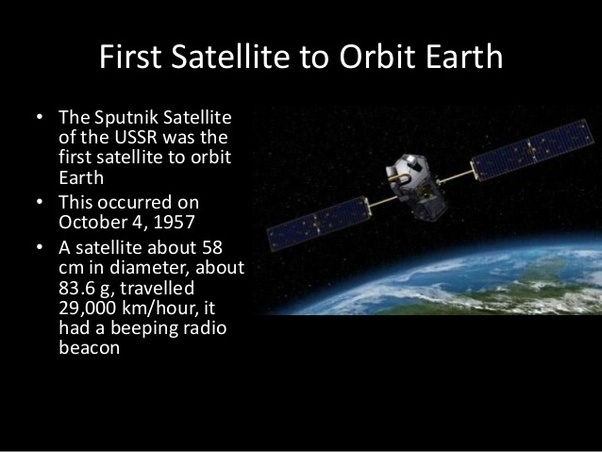 First Satellite to Orbit Earth
• The Sputnik Satellite
of the USSR was the
first satellite to orbit
Earth
• This occurred on
October 4, 1957
• A satellite about 58
cm in diameter, about
83.6 g, travelled
29,000 km/hour, it
had a beeping radio
beacon